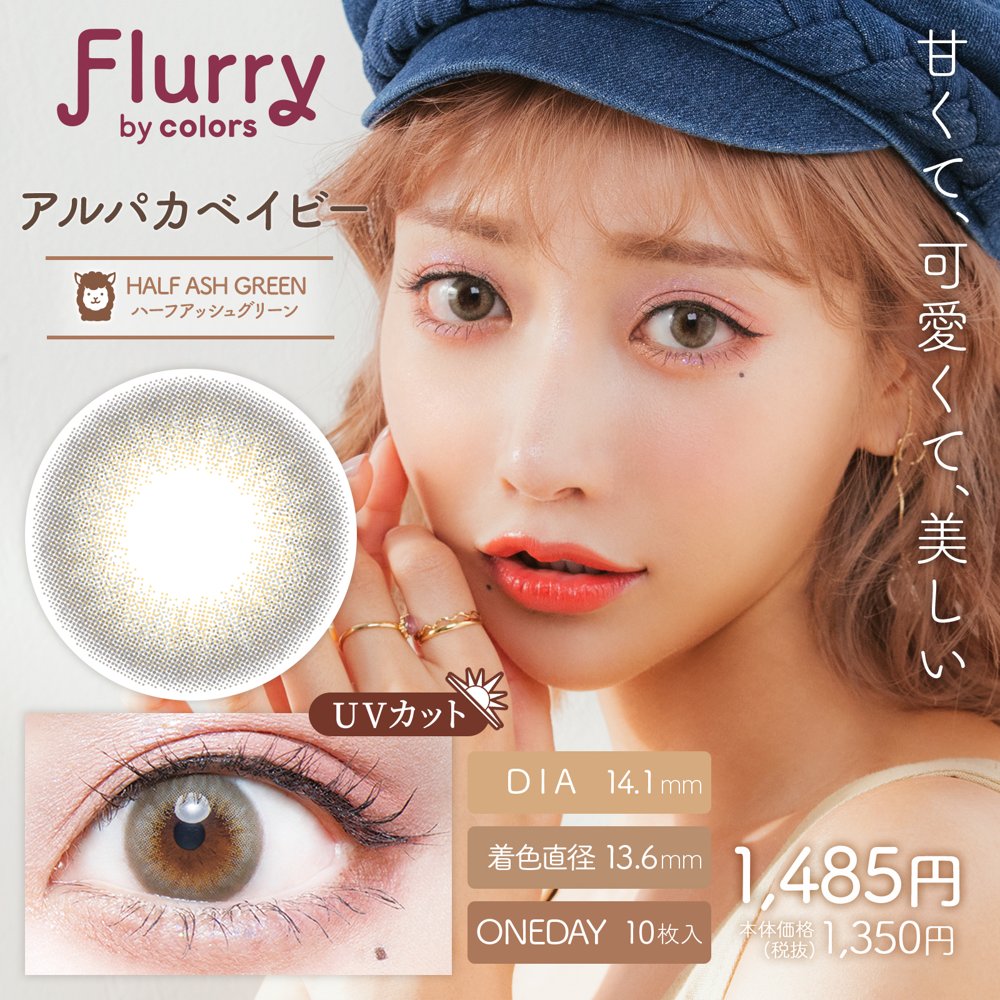 Flurry
by colors
アルパカベイビー
HALF ASH GREEN
ハーフアッシュグリーン
甘くて、可愛くて、美しい
UVカット
DIA 14.1mm
着色直径 13.6mm
ONEDAY 10枚入
1,485円
本体価格
(税抜)
1,350円